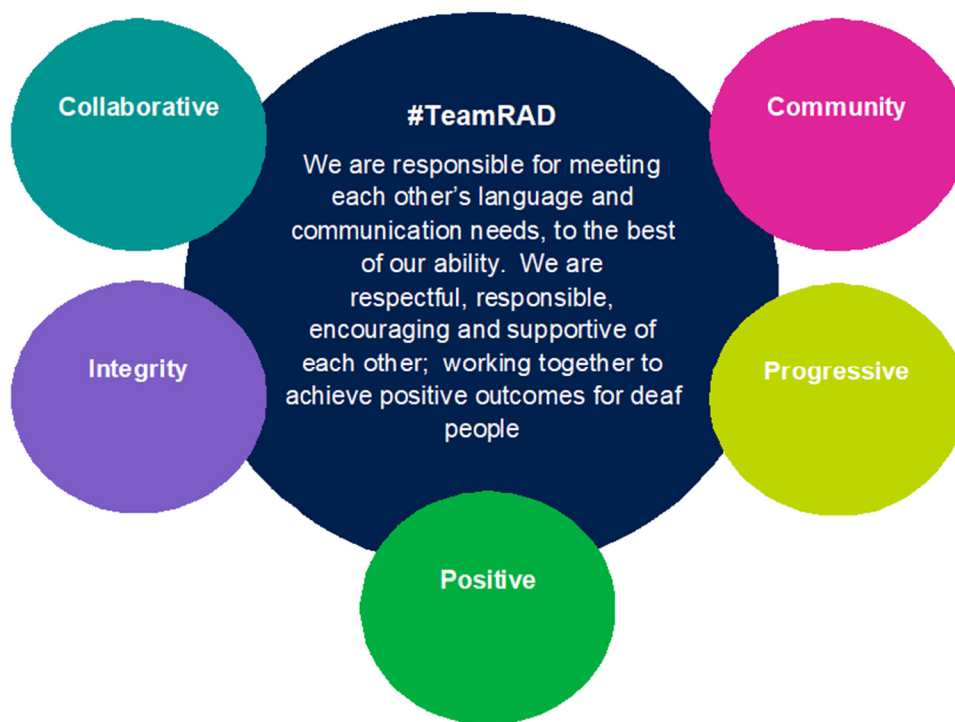 Collaborative
#TeamRAD
Community
We are responsible for meeting
each other’s language and
communication needs, to the best
of our ability.  We are
respectful, responsible,
encouraging and supportive of
each other;  working together to
achieve positive outcomes for deaf
people
Integrity
Progressive
Positive